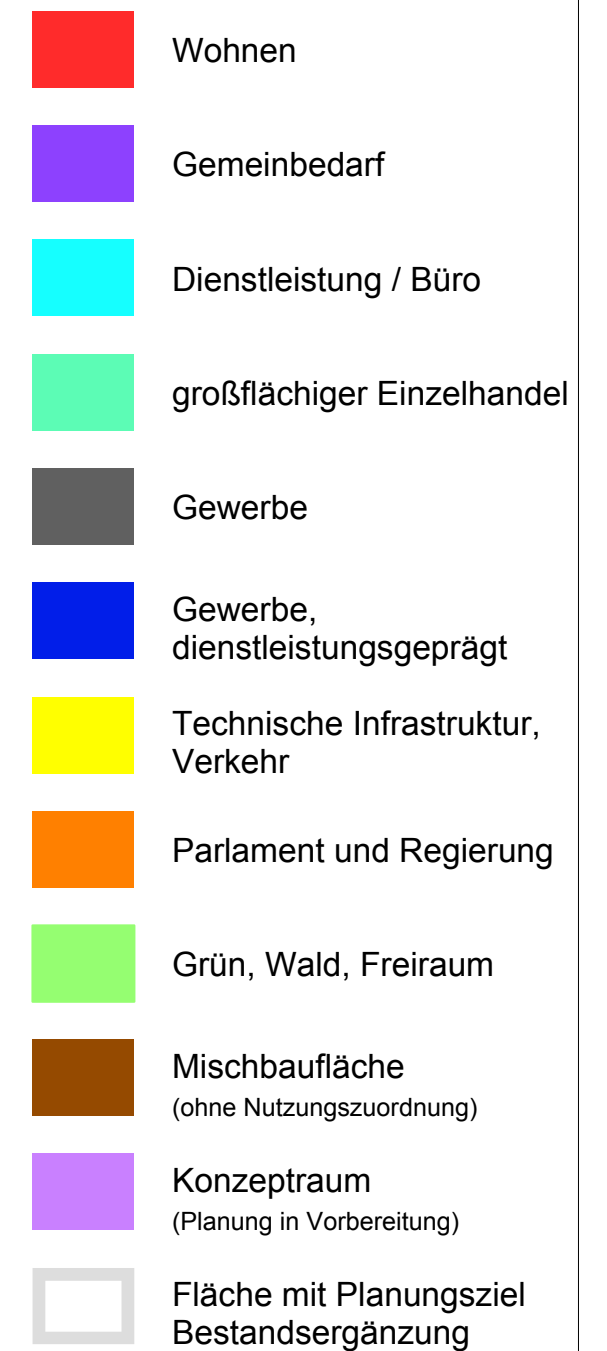 Wohnen
Gemeinbedarf
Dienstleistung / Büro
großflächiger Einzelhandel
Gewerbe
Gewerbe,
dienstleistungsgeprägt
Technische Infrastruktur,
Verkehr
Parlament und Regierung
Grün, Wald, Freiraum
Mischbaufläche
(ohne Nutzungszuordnung)
Konzeptraum
(Planung in Vorbereitung)
Fläche mit Planungsziel
Bestandsergänzung